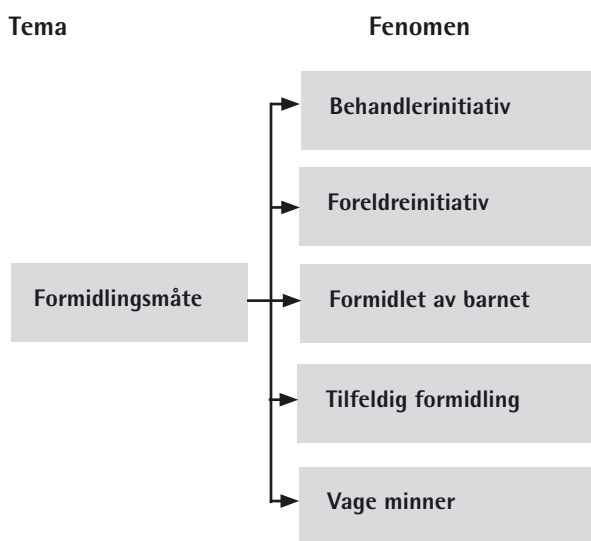 Tema
Fenomen
Behandlerinitiativ
Foreldreinitiativ
Formidlingsmåte
Formidlet av barnet
Tilfeldig formidling
Vage minner